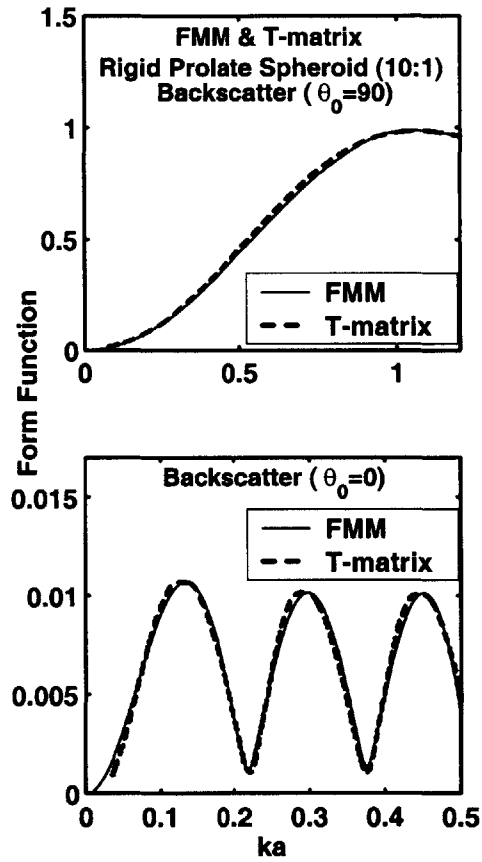 1.5
FMM & T-matrix
Rigid Prolate Spheroid (10:1)
Backscatter ( θ0=90)
1
0.5
FMM
T-matrix
0
0 0.5 1
Form Function
Backscatter ( θ0=0)
0.015
FMM
T-matrix
0.01
0.005
0
0 0.1 0.2 0.3 0.4 0.5
ka